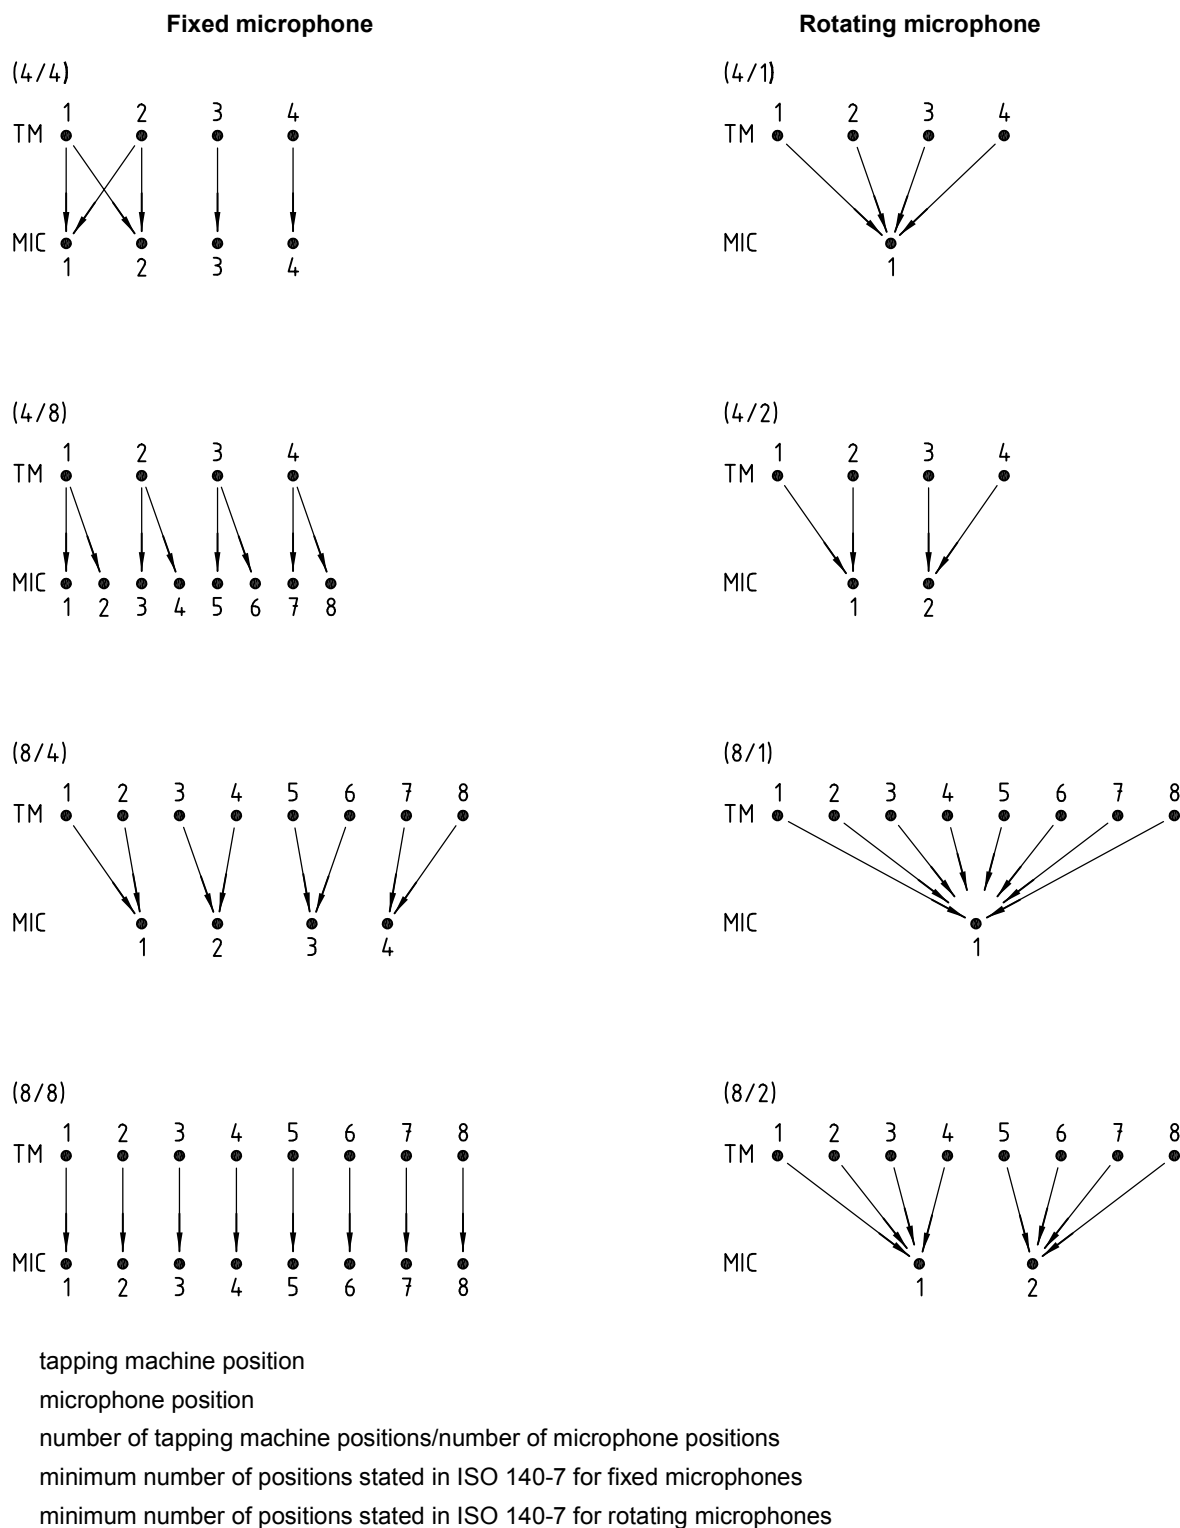 Fixed microphone
Rotating microphone
(4/4)
1 2 3 4
TM
MIC
1 2 3 4
(4/1)
1 2 3 4
TM
MIC
1
(4/8)
1 2 3 4
TM
MIC
1 2 3 4 5 6 7 8
(4/2)
1 2 3 4
TM
MIC
1 2
(8/4)
1 2 3 4 5 6 7 8
TM
MIC
1 2 3 4
(8/1)
1 2 3 4 5 6 7 8
TM
MIC
1
(8/8)
1 2 3 4 5 6 7 8
TM
MIC
1 2 3 4 5 6 7 8
(8/2)
1 2 3 4 5 6 7 8
TM
MIC
1 2
tapping machine position
microphone position
number of tapping machine positions/number of microphone positions
minimum number of positions stated in ISO 140-7 for fixed microphones
minimum number of positions stated in ISO 140-7 for rotating microphones